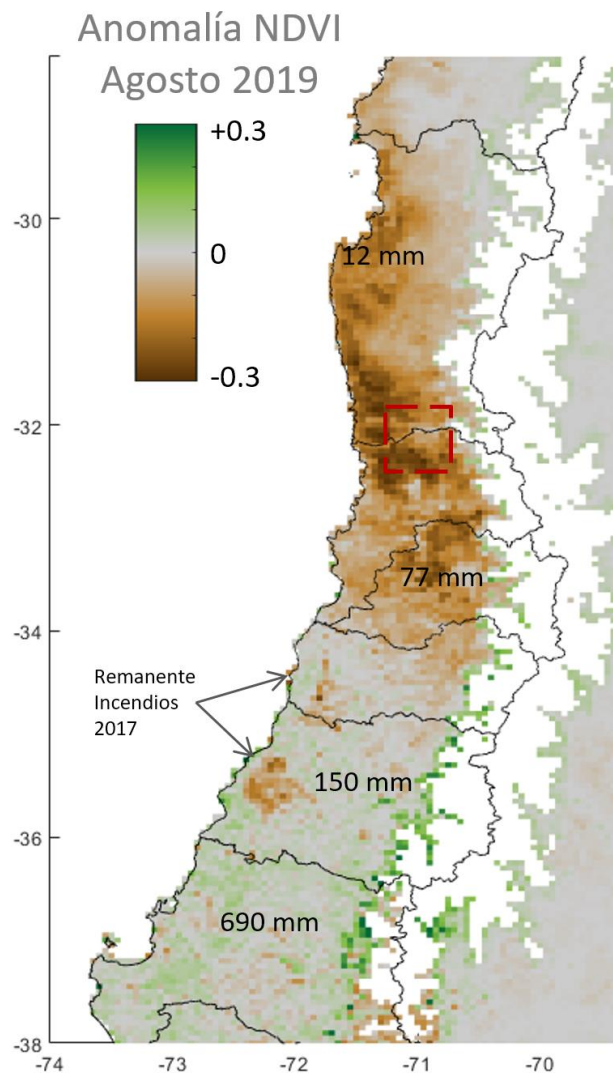 Anomalía NDVI
Agosto 2019
+0.3
0
-0.3
-30
12 mm
-32
77 mm
-34
Remanente
Incendios
2017
150 mm
-36
690 mm
-38
-74
-73
-72
-71
-70